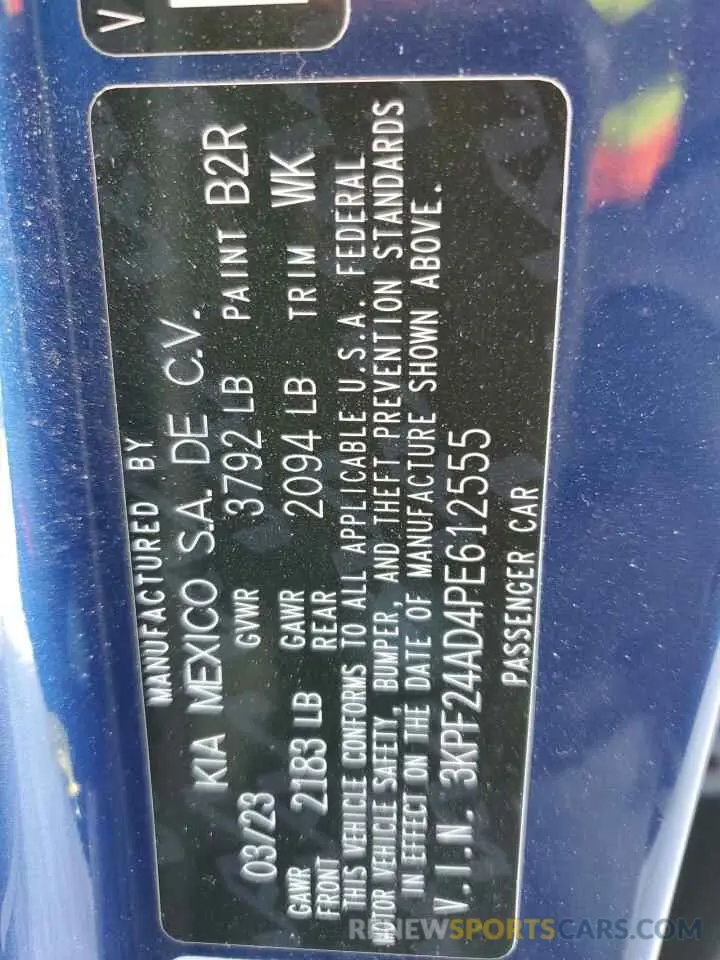 V
MANUFACTURED BY
KIA MEXICO S.A. DE C.V.
03/23 GVWR 3792 LB PAINT B2R
GAWR FRONT 2183 LB GAWR REAR 2094 LB TRIM WK
THIS VEHICLE CONFORMS TO ALL APPLICABLE U.S.A. FEDERAL
MOTOR VEHICLE SAFETY, BUMPER, AND THEFT PREVENTION STANDARDS
IN EFFECT ON THE DATE OF MANUFACTURE SHOWN ABOVE.
V.I.N. 3KPF24AD4PE612555
PASSENGER CAR
RENEWSPORTSCARS.COM